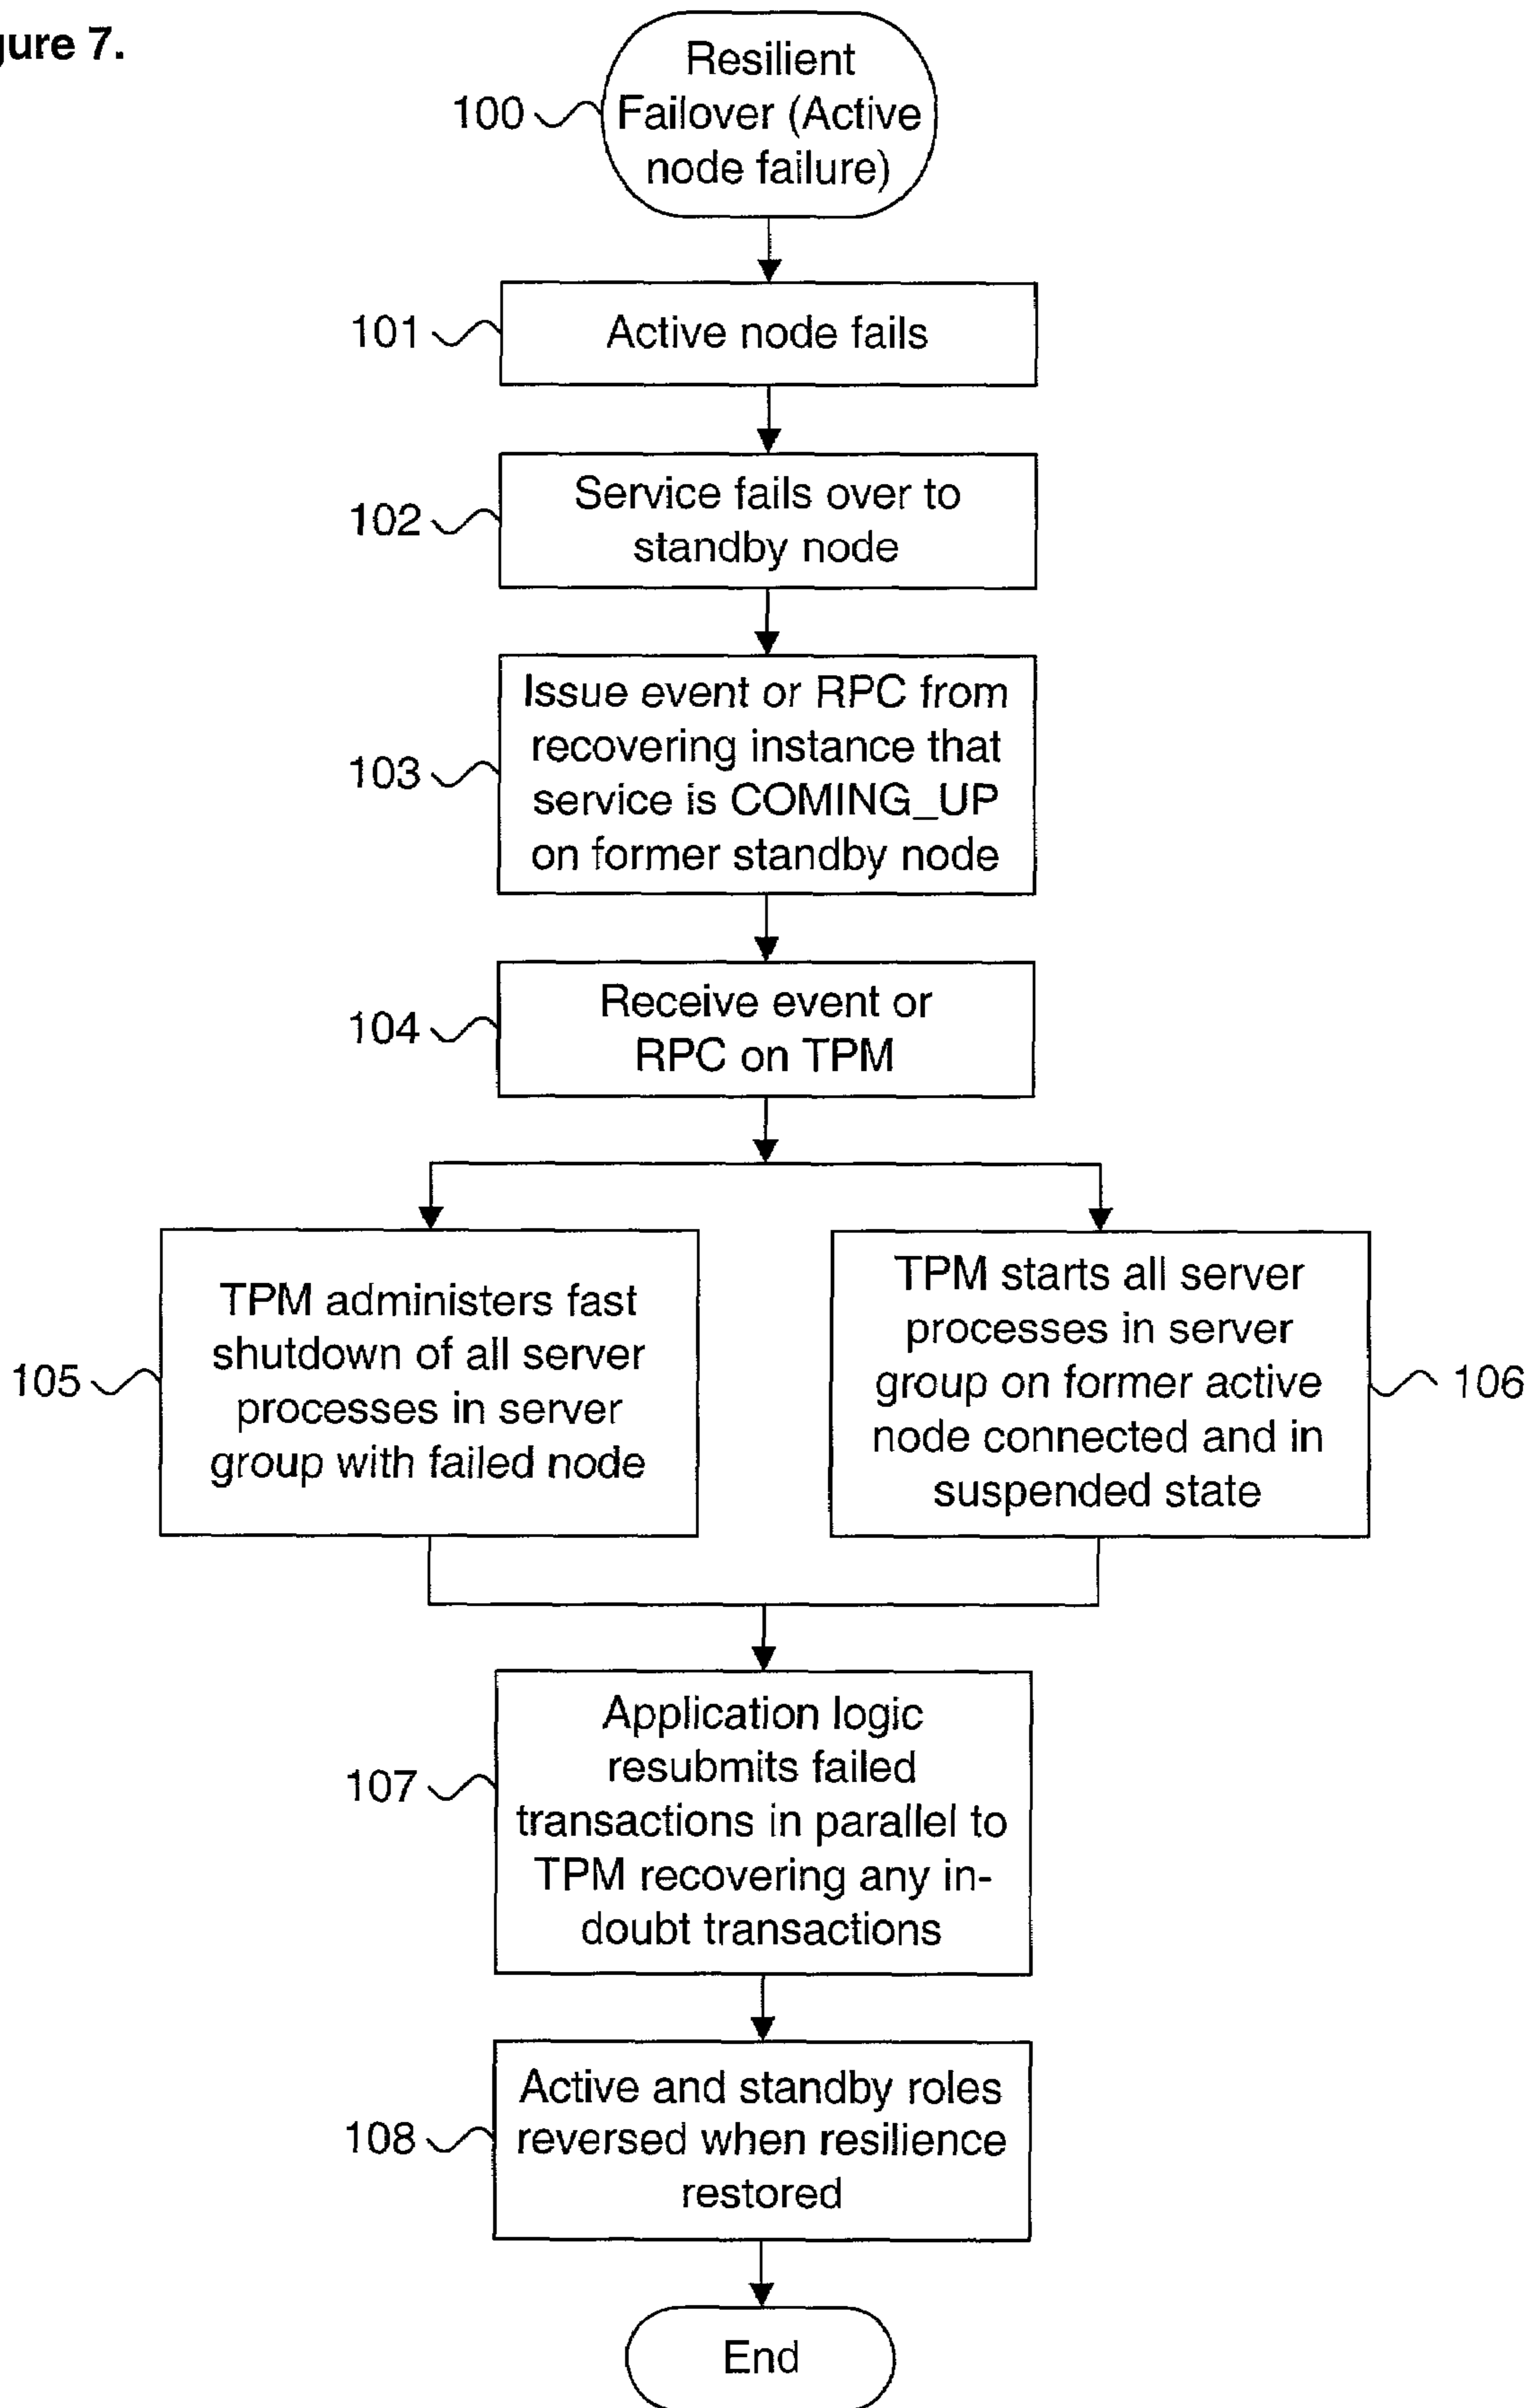 gure 7.
Resilient
Failover (Active
node failure)
100
Active node fails
101
Service fails over to
standby node
102
Issue event or RPC from
recovering instance that
service is COMING_UP
on former standby node
103
Receive event or
RPC on TPM
104
TPM administers fast
shutdown of all server
processes in server
group with failed node
105
TPM starts all server
processes in server
group on former active
node connected and in
suspended state
106
Application logic
resubmits failed
transactions in parallel to
TPM recovering any in-
doubt transactions
107
Active and standby roles
reversed when resilience
restored
108
End